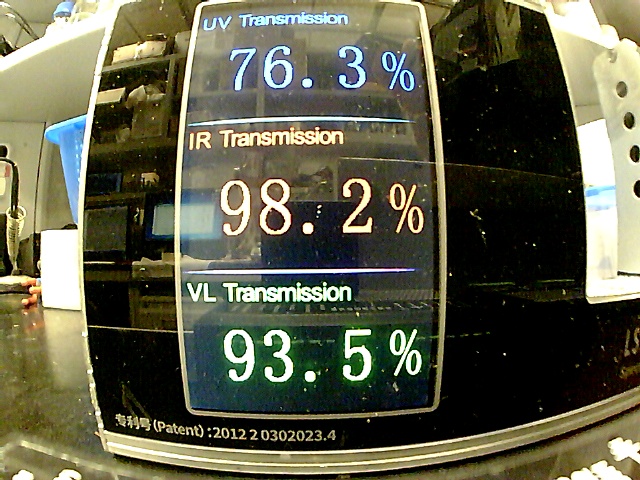 UV Transmission
76.3%
IR Transmission
98.2%
VL Transmission
93.5%
专利号(Patent):2012 2 0302023.4
LS